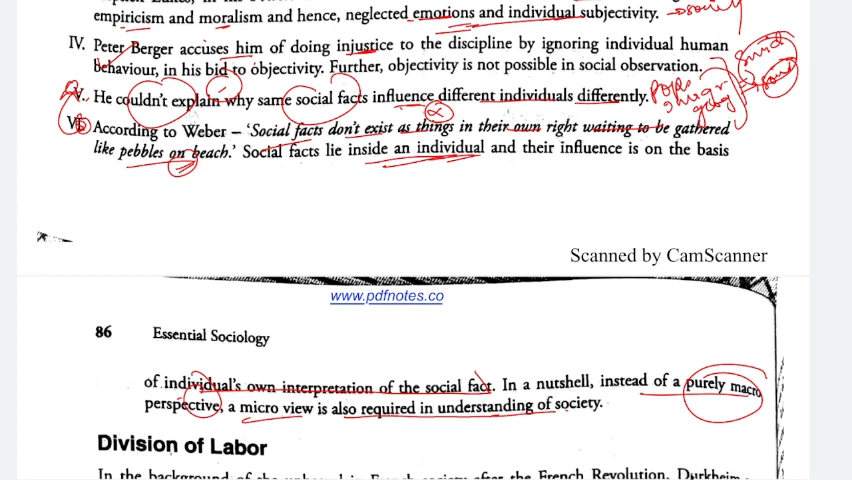 empiricism and moralism and hence, neglected emotions and individual subjectivity. → society
IV. Peter Berger accuses him of doing injustice to the discipline by ignoring individual human
behaviour, in his bid to objectivity. Further, objectivity is not possible in social observation.
V. He couldn't explain why same social facts influence different individuals differently.
VI. According to Weber – 'Social facts don't exist as things in their own right waiting to be gathered
like pebbles on beach.' Social facts lie inside an individual and their influence is on the basis
Scanned by CamScanner
www.pdfnotes.co
86 Essential Sociology
of individual's own interpretation of the social fact. In a nutshell, instead of a purely macro
perspective, a micro view is also required in understanding of society.
Division of Labor
French Revolution, Durkheim